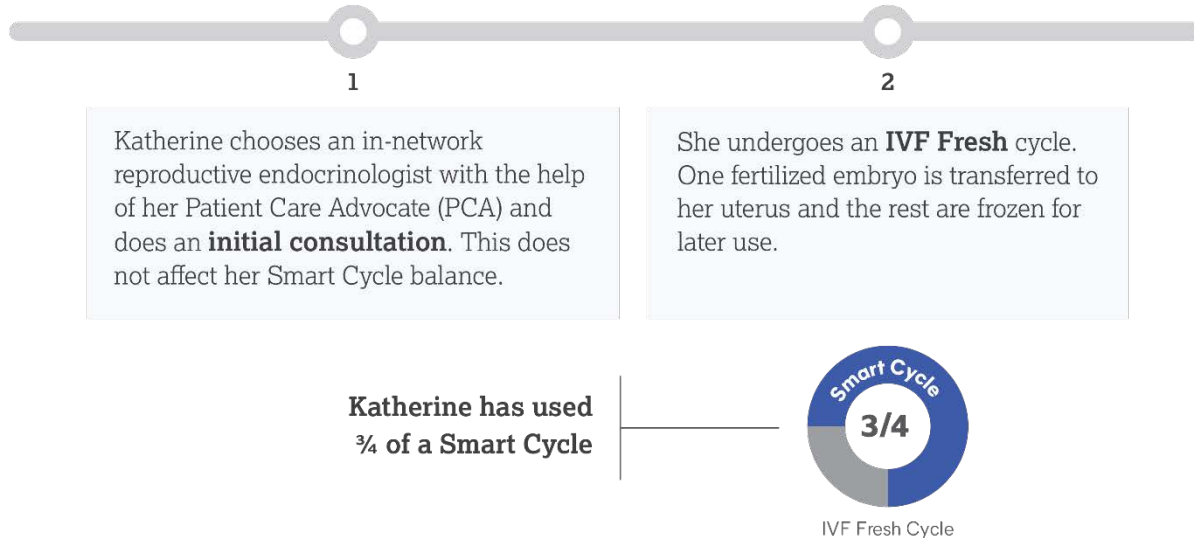 1
Katherine chooses an in-network
reproductive endocrinologist with the help
of her Patient Care Advocate (PCA) and
does an initial consultation. This does
not affect her Smart Cycle balance.
2
She undergoes an IVF Fresh cycle.
One fertilized embryo is transferred to
her uterus and the rest are frozen for
later use.
Katherine has used
¾ of a Smart Cycle
Smart Cycle
3/4
IVF Fresh Cycle